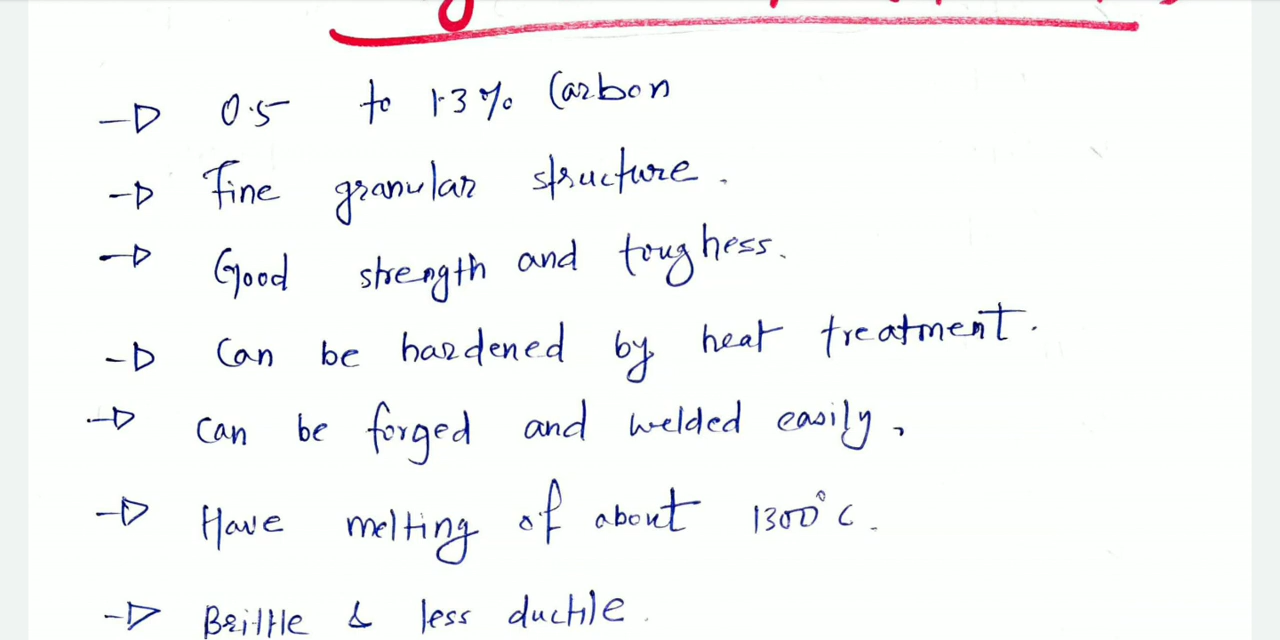 → 0.5 to 1.3% Carbon
→ Fine granular structure.
→ Good strength and toughess.
→ Can be hardened by heat treatment.
→ Can be forged and welded easily,
→ Have melting of about 1300°C.
→ Brittle & less ductile.